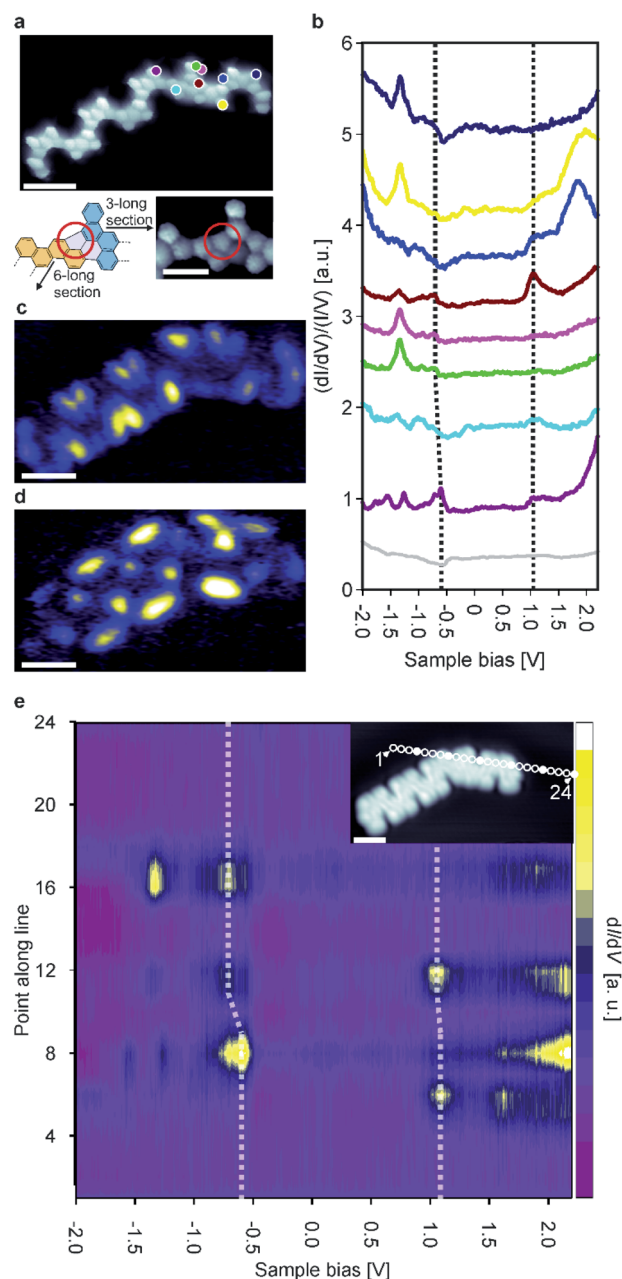 a
3-long
section
6-long
section
c
d
b
6
5
4
3
2
1
0
(dI/dV)/(I/V) [a.u.]
-2.0
-1.5
-1.0
-0.5
0
0.5
1.0
1.5
2.0
Sample bias [V]
e
24
20
16
12
8
4
Point along line
1
24
-2.0
-1.5
-1.0
-0.5
0.0
0.5
1.0
1.5
2.0
Sample bias [V]
dI/dV [a. u.]